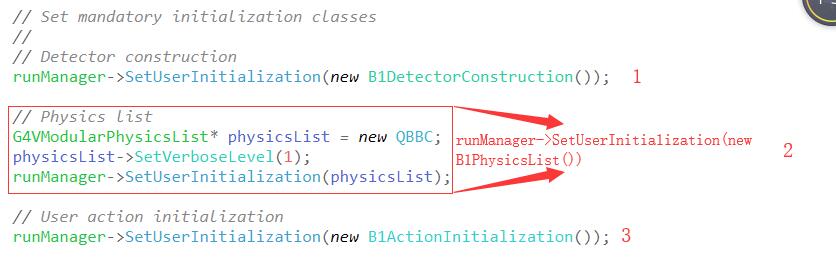 // Set mandatory initialization classes
//
// Detector construction
runManager->SetUserInitialization(new B1DetectorConstruction()); 1
// Physics list
G4VModularPhysicsList* physicsList = new QBBC;
physicsList->SetVerboseLevel(1);
runManager->SetUserInitialization(physicsList);
runManager->SetUserInitialization(new
B1PhysicsList())
2
// User action initialization
runManager->SetUserInitialization(new B1ActionInitialization()); 3